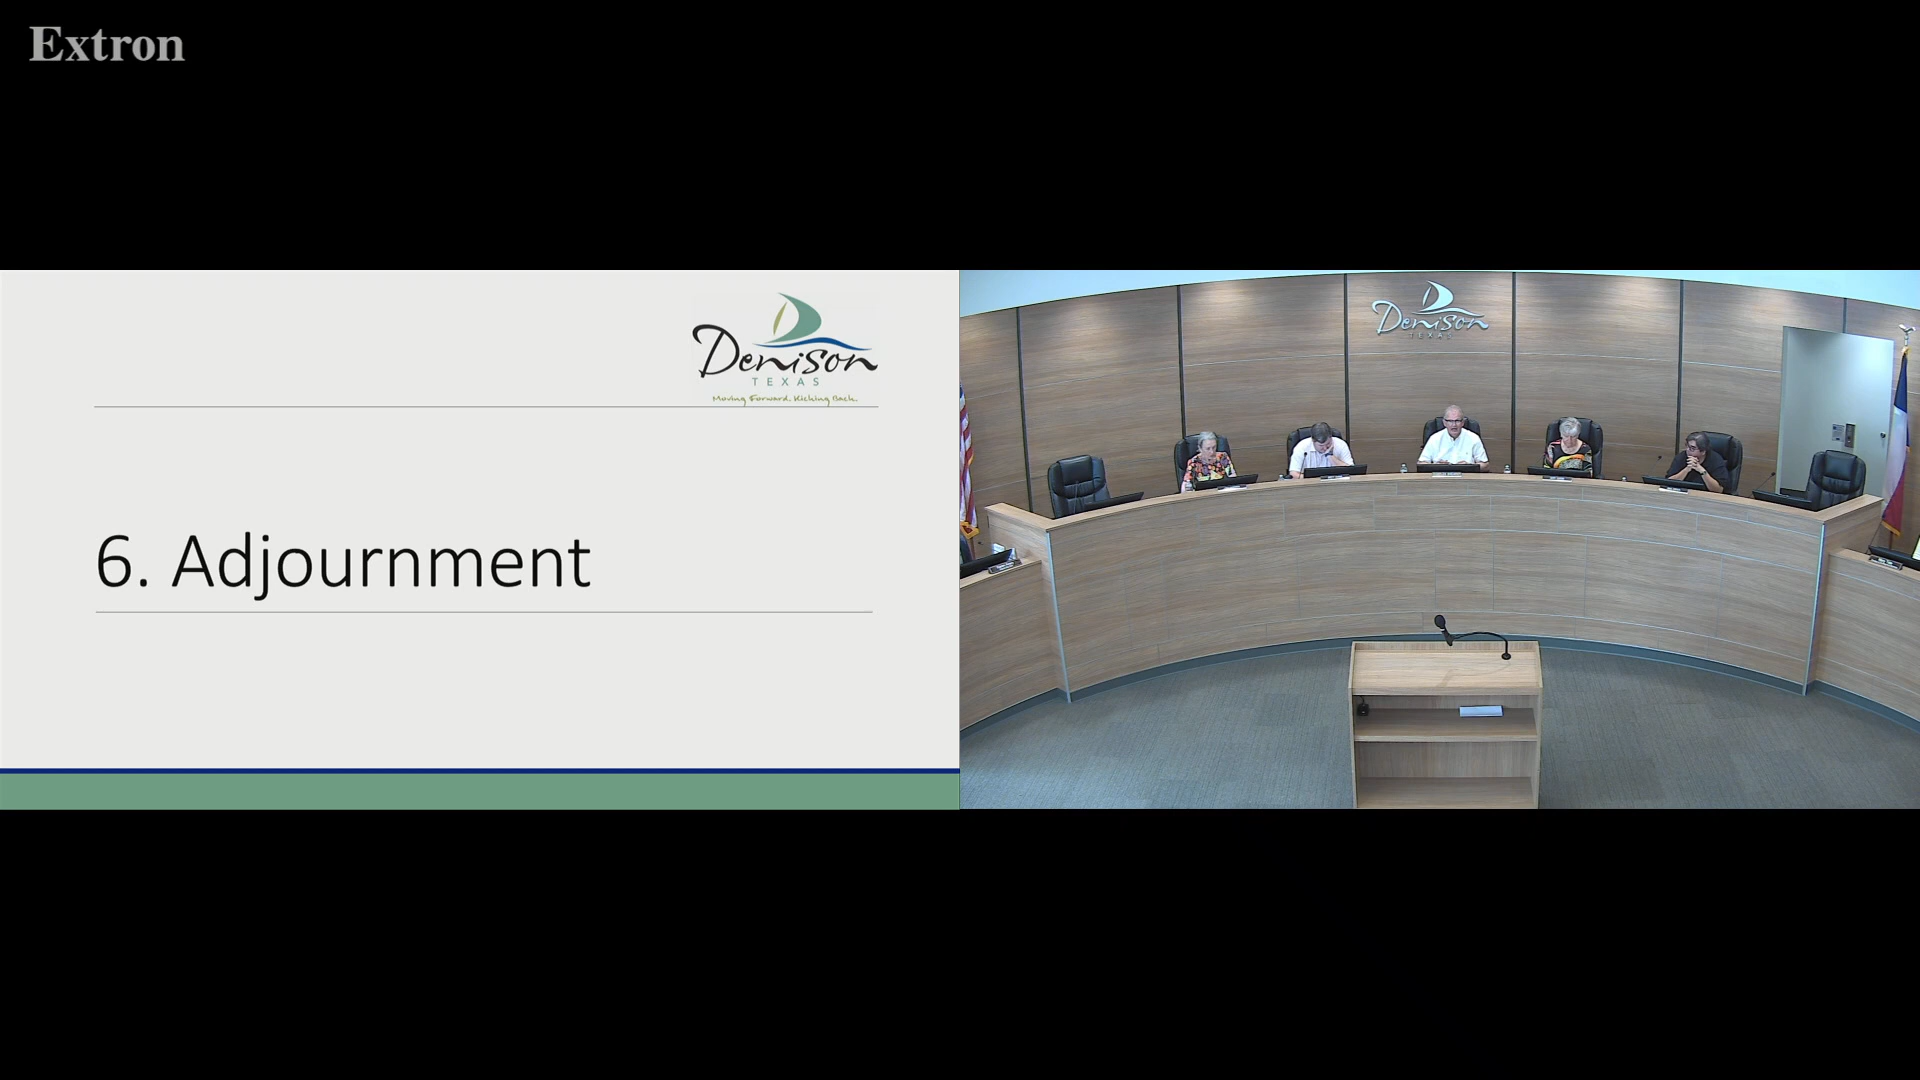 Extron
Denison
TEXAS
Moving Forward. Kicking Back.
6. Adjournment
Denison
TEXAS